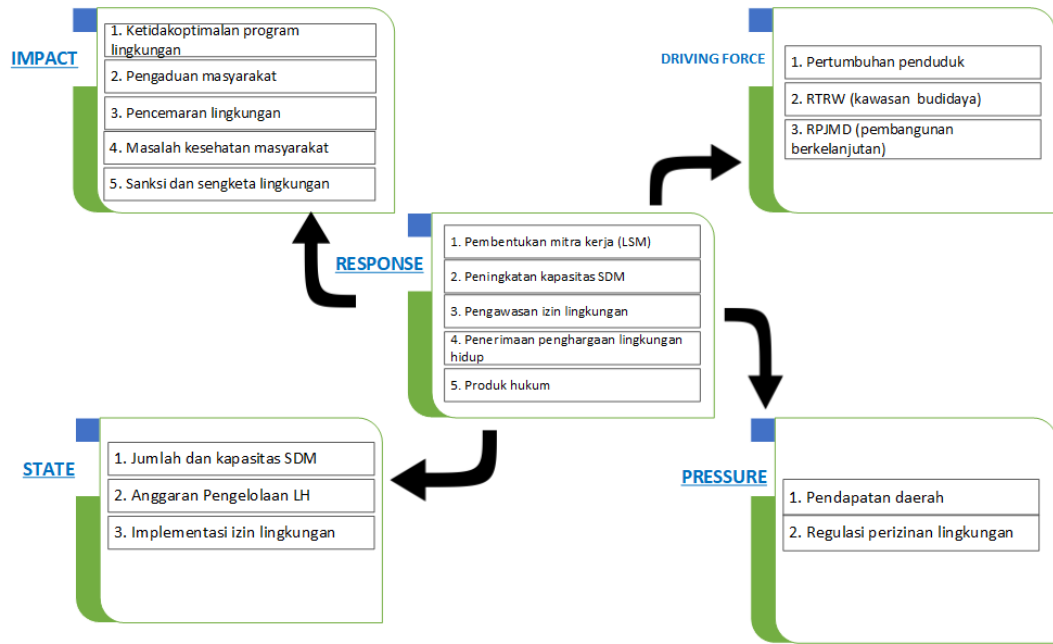 IMPACT
1. Ketidakoptimalan program
lingkungan
2. Pengaduan masyarakat
3. Pencemaran lingkungan
4. Masalah kesehatan masyarakat
5. Sanksi dan sengketa lingkungan
DRIVING FORCE
1. Pertumbuhan penduduk
2. RTRW (kawasan budidaya)
3. RPJMD (pembangunan
berkelanjutan)
RESPONSE
1. Pembentukan mitra kerja (LSM)
2. Peningkatan kapasitas SDM
3. Pengawasan izin lingkungan
4. Penerimaan penghargaan lingkungan
hidup
5. Produk hukum
STATE
1. Jumlah dan kapasitas SDM
2. Anggaran Pengelolaan LH
3. Implementasi izin lingkungan
PRESSURE
1. Pendapatan daerah
2. Regulasi perizinan lingkungan